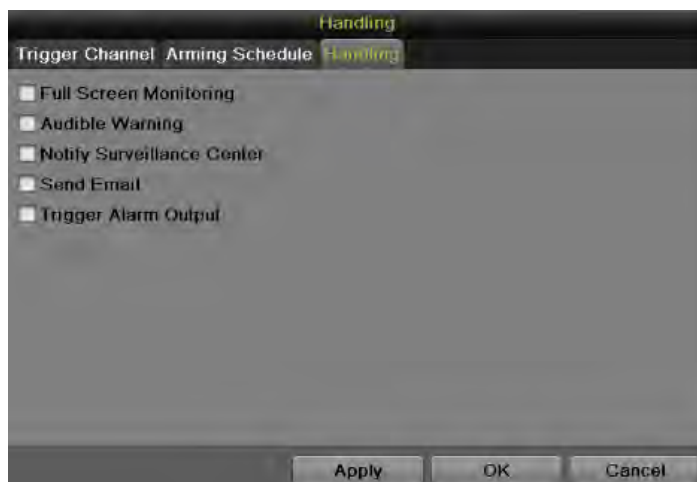 Handling
Trigger Channel Arming Schedule Handling
Full Screen Monitoring
Audible Warning
Notify Surveillance Center
Send Email
Trigger Alarm Output
Apply OK Cancel